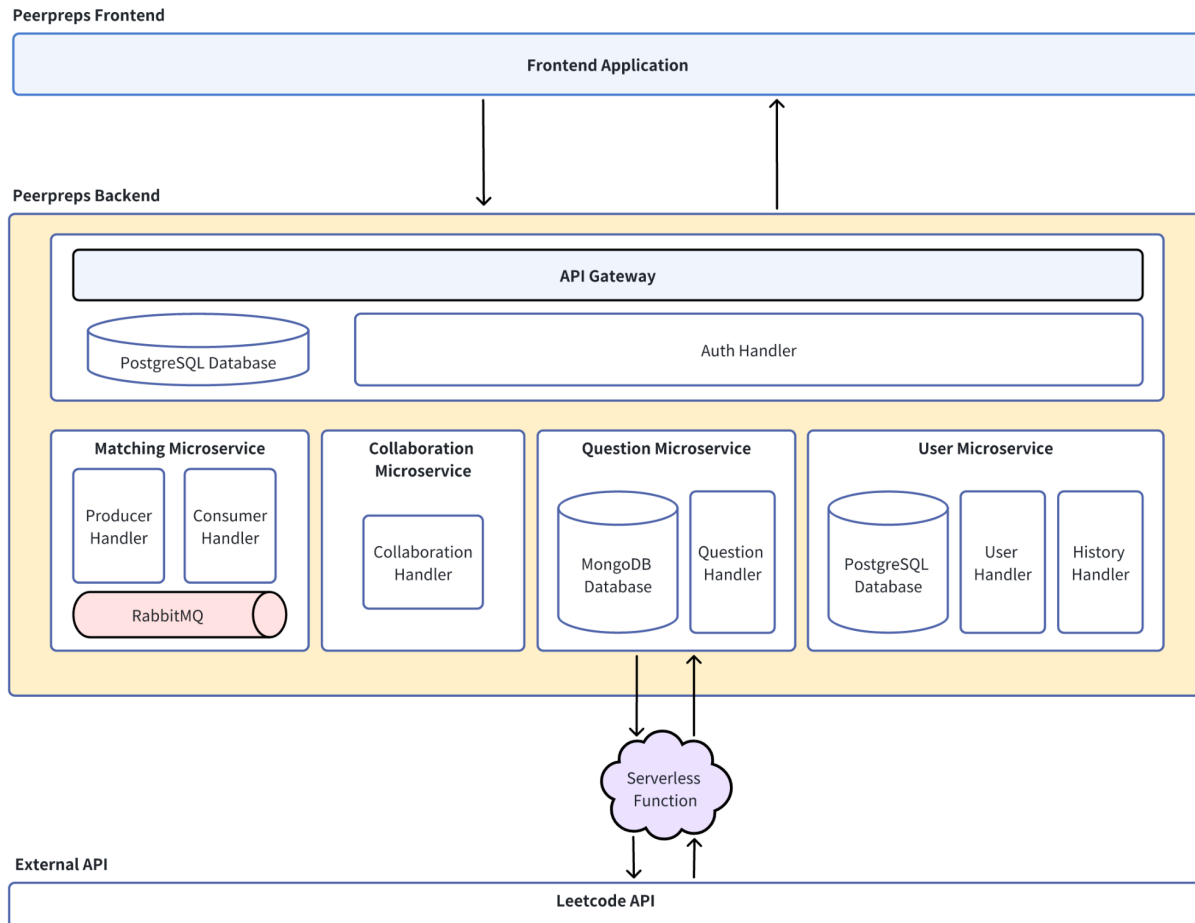 Peerpreps Frontend
Frontend Application
Peerpreps Backend
API Gateway
PostgreSQL Database
Auth Handler
Matching Microservice
Producer
Handler
Consumer
Handler
RabbitMQ
Collaboration
Microservice
Collaboration
Handler
Question Microservice
MongoDB
Database
Question
Handler
User Microservice
PostgreSQL
Database
User
Handler
History
Handler
Serverless
Function
External API
Leetcode API